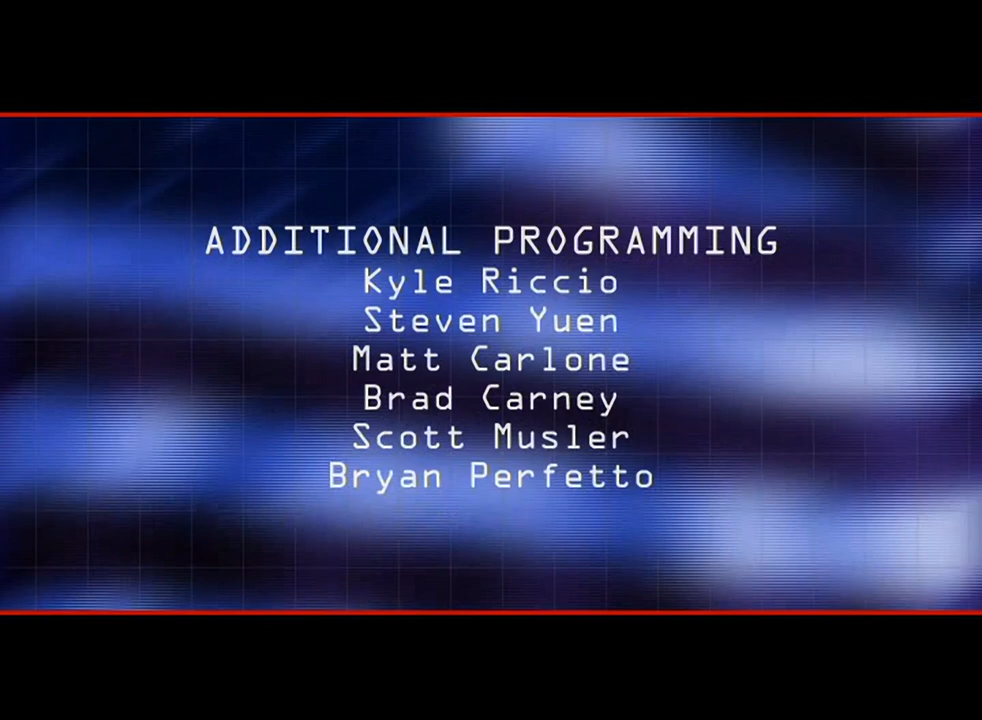 ADDITIONAL PROGRAMMING
Kyle Riccio
Steven Yuen
Matt Carlone
Brad Carney
Scott Musler
Bryan Perfetto